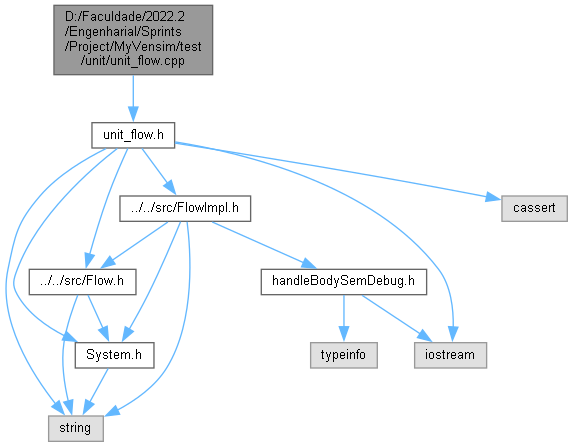 D:/Faculdade/2022.2
/Engenharial/Sprints
/Project/MyVensim/test
/unit/unit_flow.cpp
unit_flow.h
../../src/FlowImpl.h
cassert
../../src/Flow.h
handleBodySemDebug.h
System.h
typeinfo
iostream
string